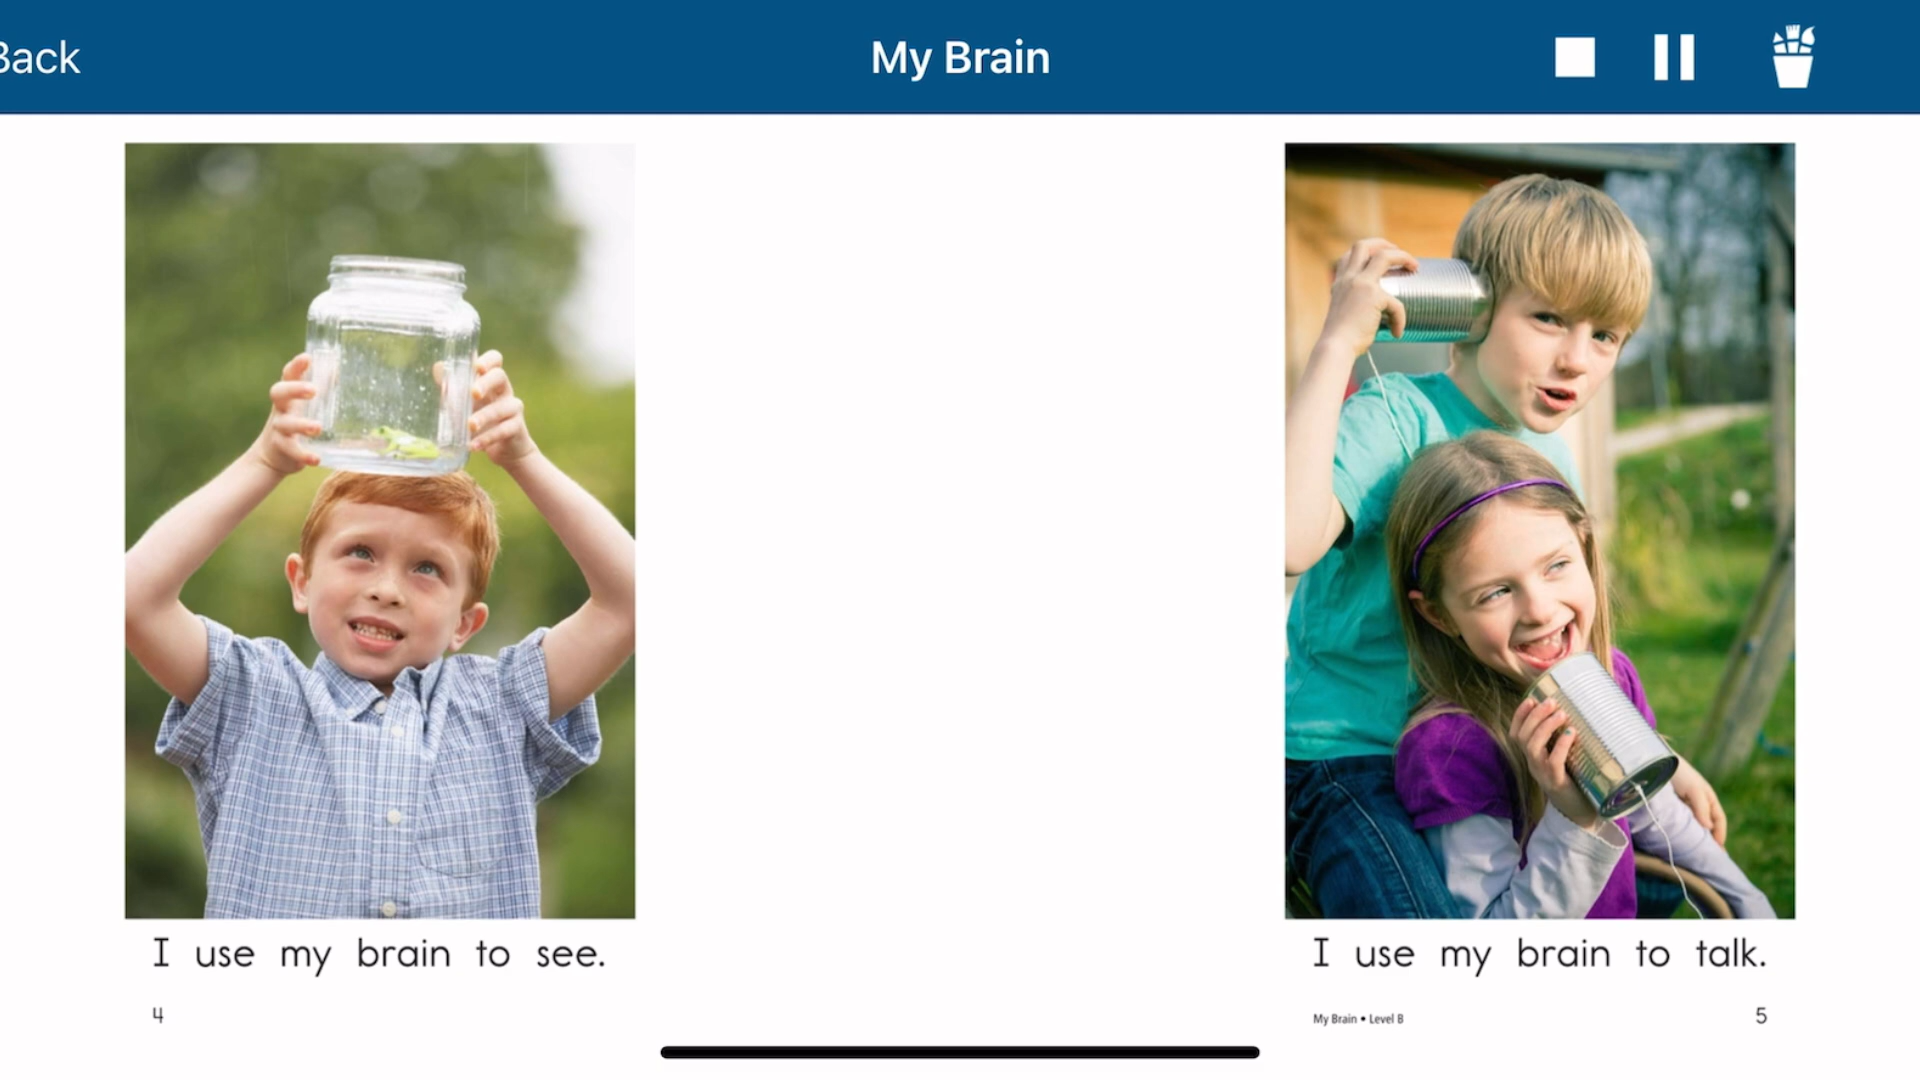 Back
My Brain
I use my brain to see.
4
I use my brain to talk.
My Brain • Level B
5